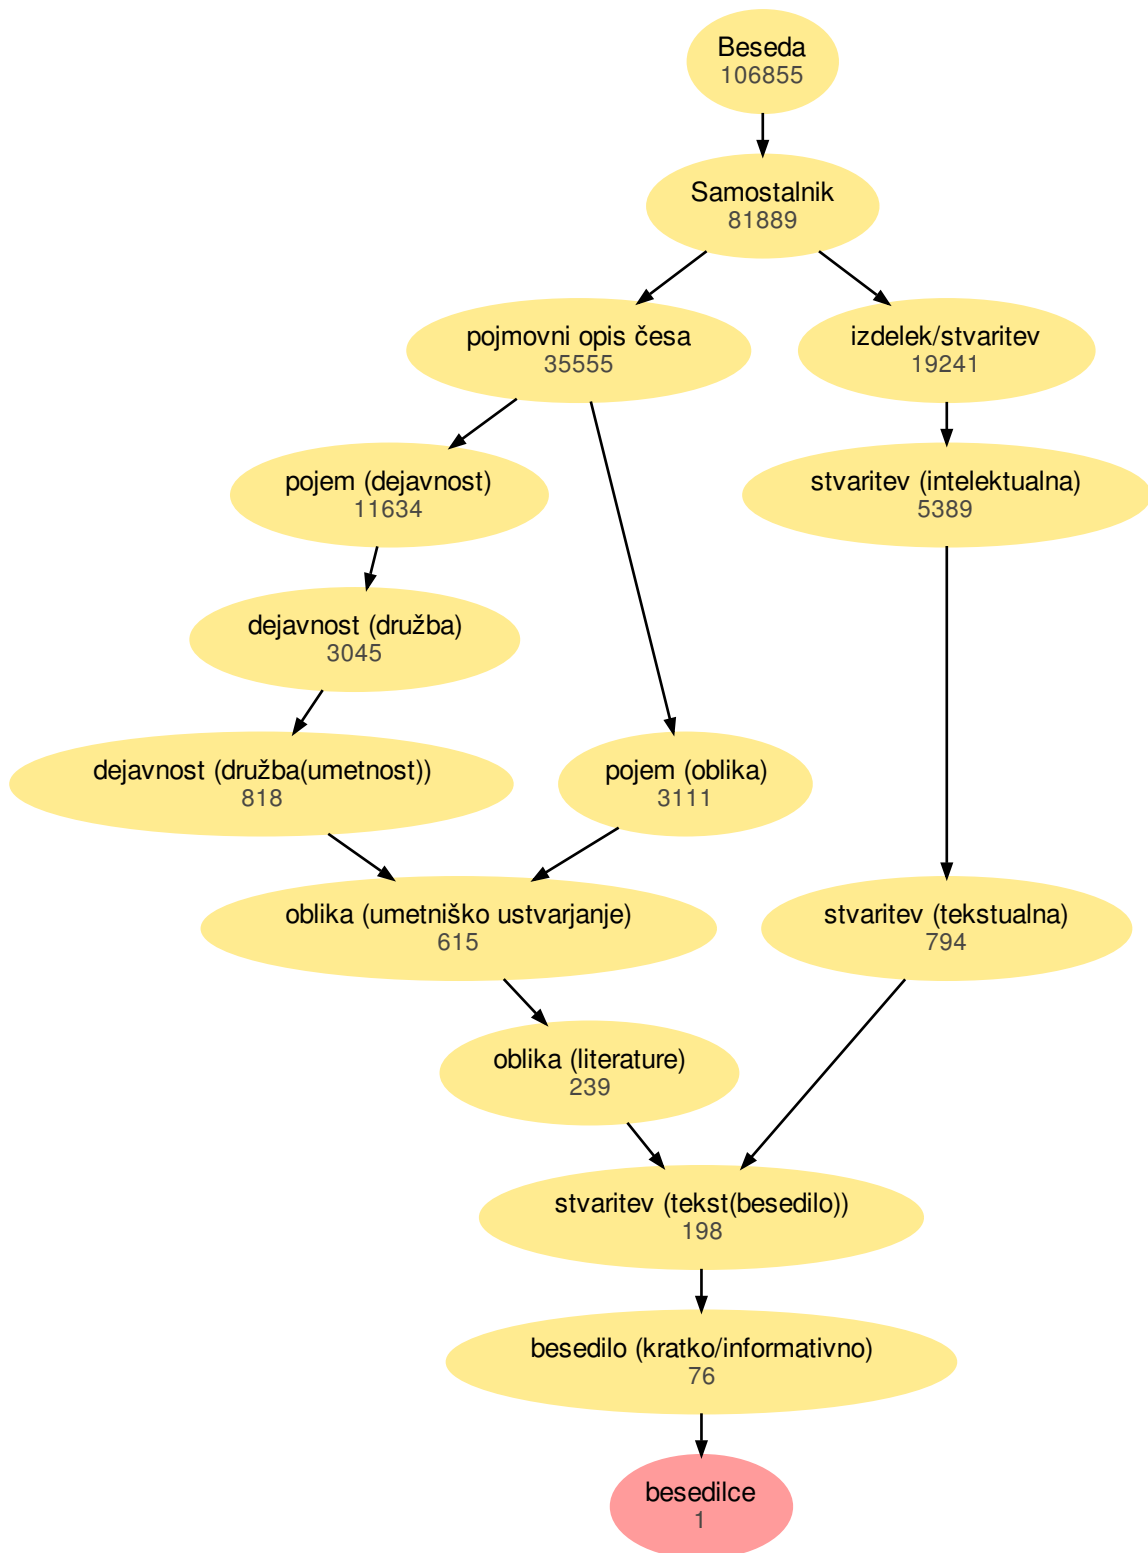 Beseda
106855
Samostalnik
81889
pojmovni opis česa
35555
izdelek/stvaritev
19241
pojem (dejavnost)
11634
stvaritev (intelektualna)
5389
dejavnost (družba)
3045
dejavnost (družba(umetnost))
818
pojem (oblika)
3111
oblika (umetniško ustvarjanje)
615
stvaritev (tekstualna)
794
oblika (literature)
239
stvaritev (tekst(besedilo))
198
besedilo (kratko/informativno)
76
besedilce
1